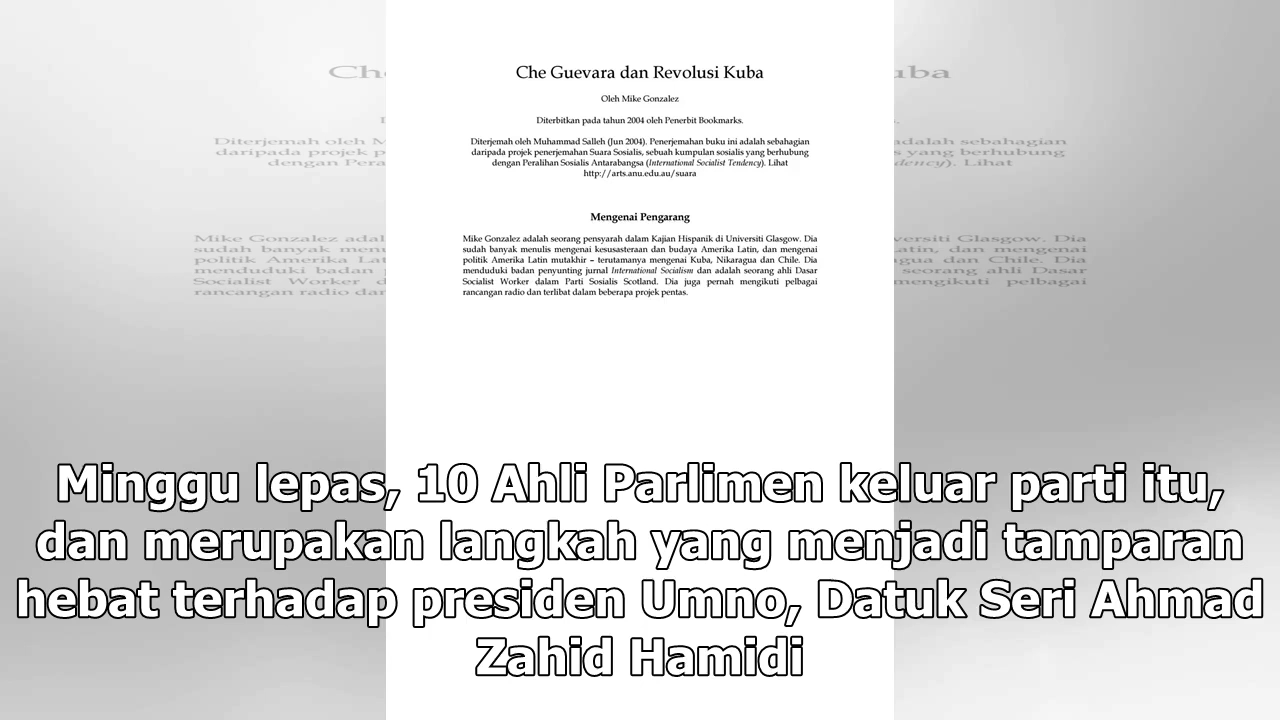 Che Guevara dan Revolusi Kuba
Oleh Mike Gonzalez
Diterbitkan pada tahun 2004 oleh Penerbit Bookmarks.
Diterjemah oleh Muhammad Salleh (Jun 2004). Penerjemahan buku ini adalah sebahagian
daripada projek penerjemahan Suara Sosialis, sebuah kumpulan sosialis yang berhubung
dengan Peralihan Sosialis Antarabangsa (International Socialist Tendency). Lihat
http://arts.anu.edu.au/suara
Mengenai Pengarang
Mike Gonzalez adalah seorang pensyarah dalam Kajian Hispanik di Universiti Glasgow. Dia
sudah banyak menulis mengenai kesusasteraan dan budaya Amerika Latin, dan mengenai
politik Amerika Latin mutakhir – terutamanya mengenai Kuba, Nikaragua dan Chile. Dia
menduduki badan penyunting jurnal International Socialism dan adalah seorang ahli Dasar
Socialist Worker dalam Parti Sosialis Scotland. Dia juga pernah mengikuti pelbagai
rancangan radio dan terlibat dalam beberapa projek pentas.
Minggu lepas, 10 Ahli Parlimen keluar parti itu,
dan merupakan langkah yang menjadi tamparan
hebat terhadap presiden Umno, Datuk Seri Ahmad
Zahid Hamidi